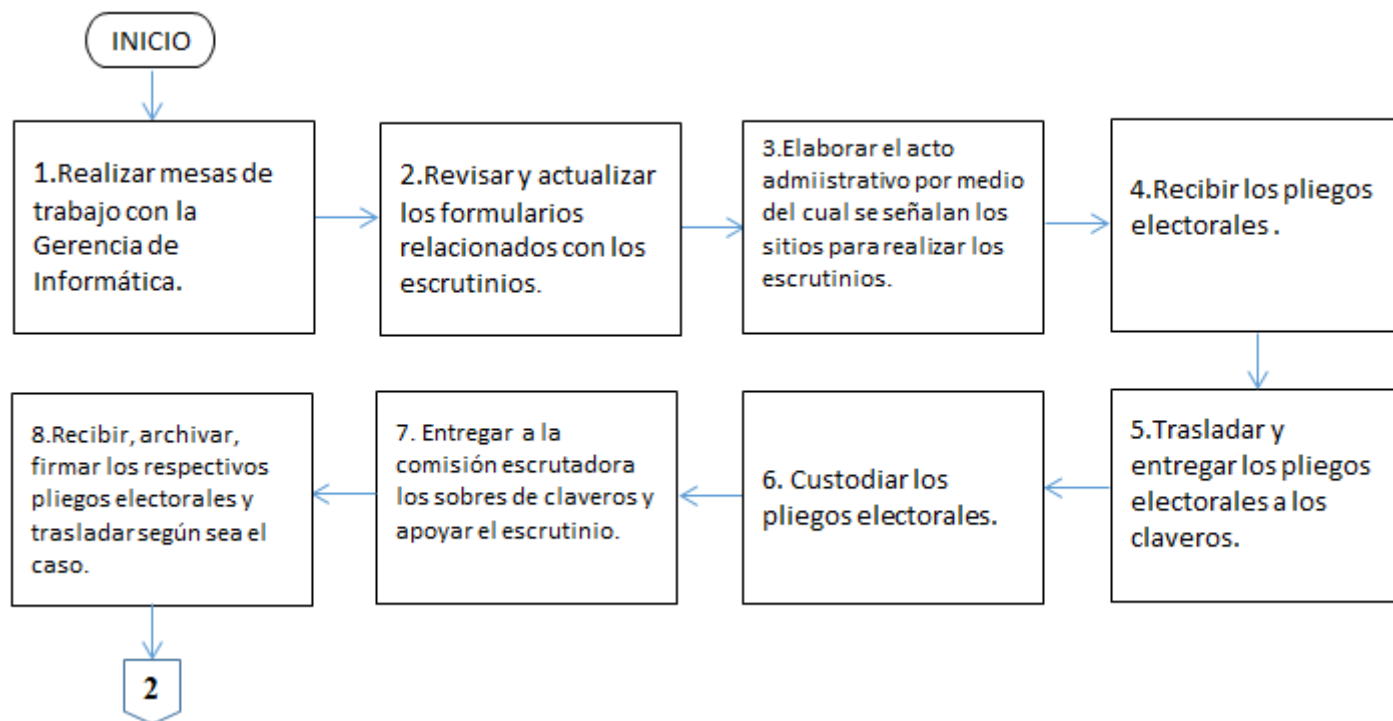 INICIO
1.Realizar mesas de
trabajo con la
Gerencia de
Informática.
2.Revisar y actualizar
los formularios
relacionados con los
escrutinios.
3.Elaborar el acto
admiistrativo por medio
del cual se señalan los
sitios para realizar los
escrutinios.
4.Recibir los pliegos
electorales .
5.Trasladar y
entregar los pliegos
electorales a los
claveros.
6. Custodiar los
pliegos electorales.
7. Entregar a la
comisión escrutadora
los sobres de claveros y
apoyar el escrutinio.
8.Recibir, archivar,
firmar los respectivos
pliegos electorales y
trasladar según sea el
caso.
2